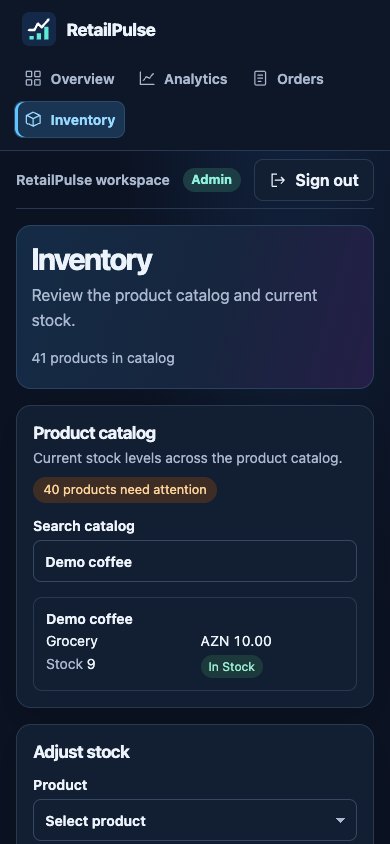 RetailPulse
Overview
Analytics
Orders
Inventory
RetailPulse workspace
Admin
Sign out
Inventory
Review the product catalog and current
stock.
41 products in catalog
Product catalog
Current stock levels across the product catalog.
40 products need attention
Search catalog
Demo coffee
Demo coffee
Grocery
AZN 10.00
Stock 9
In Stock
Adjust stock
Product
Select product